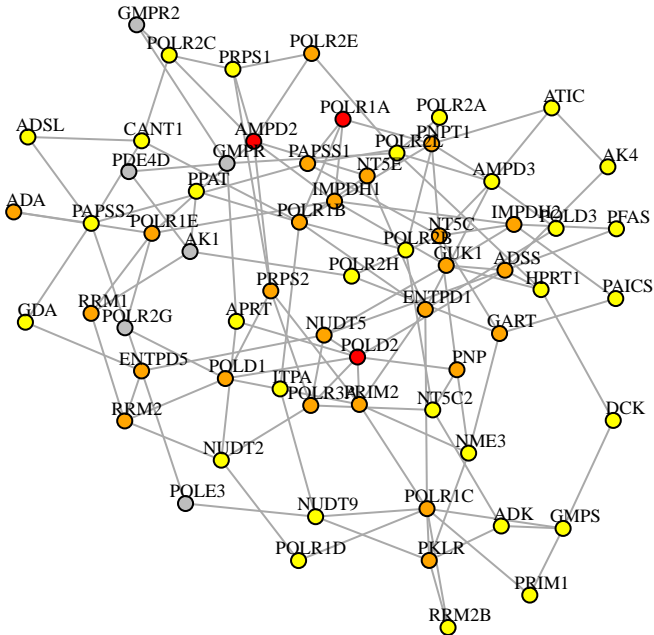 GMPR2
POLR2C
PRPS1
POLR2E
ATIC
POLR1A
POLR2A
ADSL
CANT1
AMPD2
GMPR
PAPSS1
POLR2L
PNPT1
AK4
PDE4D
NT5E
AMPD3
PPAT
IMPDH1
ADA
PAPSS2
POLR1E
POLR1B
NT5C
IMPDH2
POLD3
PFAS
AK1
POLR2B
GUK1
ADSS
POLR2H
HPRT1
PAICS
PRPS2
RRM1
POLR2G
APRT
ENTPD1
GDA
NUDT5
GART
POLD2
ENTPD5
POLD1
ITPA
PNP
POLR3A
PRIM2
NT5C2
RRM2
DCK
NUDT2
NME3
POLE3
NUDT9
POLR1C
ADK
GMPS
POLR1D
PKLR
PRIM1
RRM2B